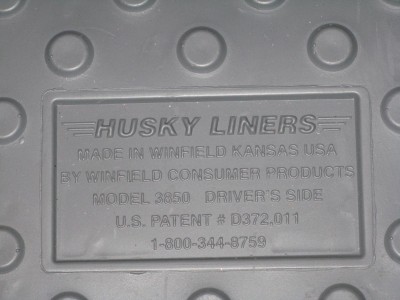 HUSKY LINERS
MADE IN WINFIELD KANSAS USA
BY WINFIELD CONSUMER PRODUCTS
MODEL 3850 DRIVER'S SIDE
U.S. PATENT # D372,011
1-800-344-8759